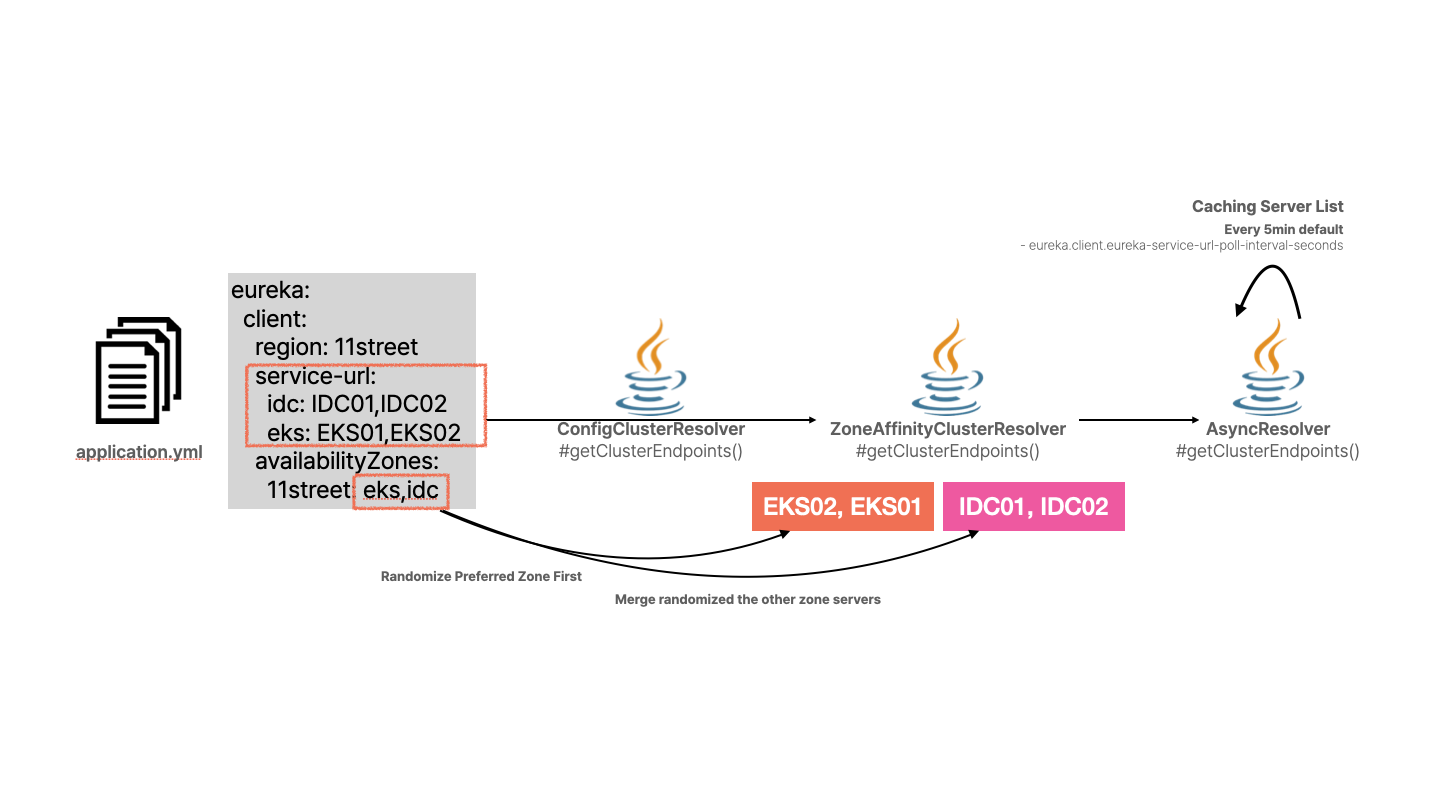 Caching Server List
Every 5min default
- eureka.client.eureka-service-url-poll-interval-seconds
application.yml
eureka:
client:
region: 11street
service-url:
idc: IDC01,IDC02
eks: EKS01,EKS02
availabilityZones:
11street: eks,idc
ConfigClusterResolver
#getClusterEndpoints()
ZoneAffinityClusterResolver
#getClusterEndpoints()
AsyncResolver
#getClusterEndpoints()
EKS02, EKS01
IDC01, IDC02
Randomize Preferred Zone First
Merge randomized the other zone servers